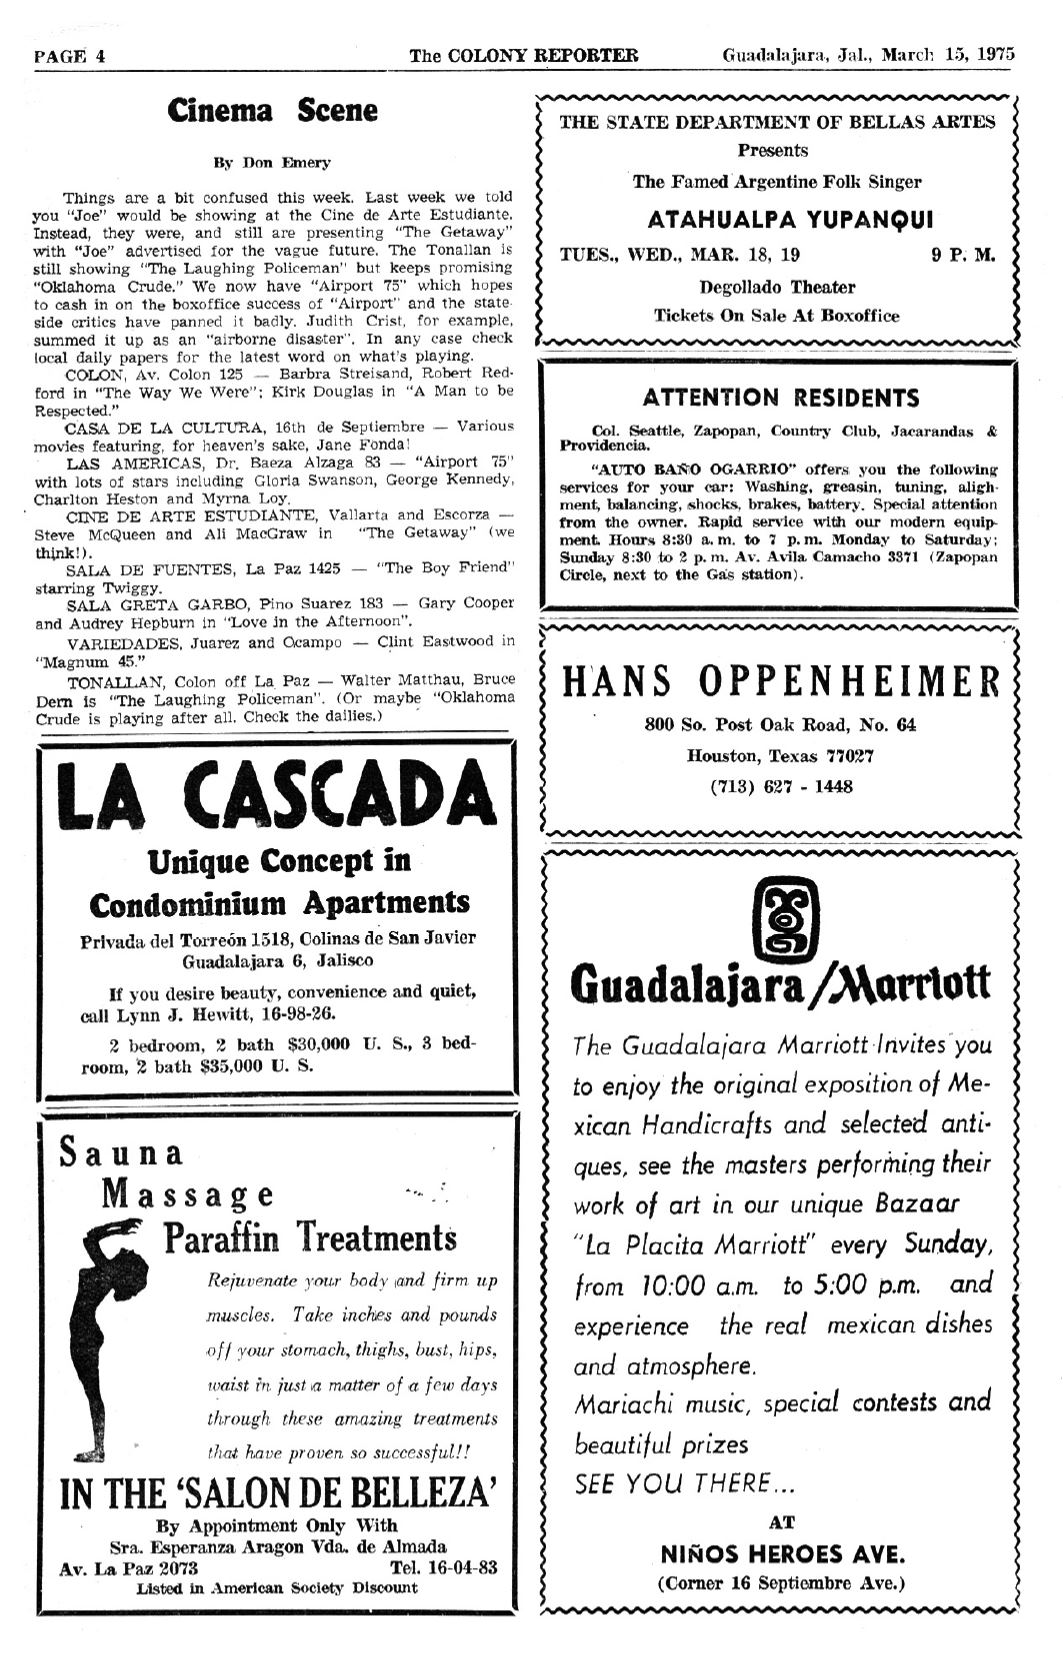 PAGE 4
The COLONY REPORTER
Guadalajara, Jal., March 15, 1975
Cinema Scene
By Don Emery
Things are a bit confused this week. Last week we told
you "Joe" would be showing at the Cine de Arte Estudiante.
Instead, they were, and still are presenting "The Getaway"
with "Joe" advertised for the vague future. The Tonallan is
still showing "The Laughing Policeman" but keeps promising
"Oklahoma Crude." We now have "Airport 75" which hopes
to cash in on the boxoffice success of "Airport" and the state-
side critics have panned it badly. Judith Crist, for example,
summed it up as an "airborne disaster". In any case check
local daily papers for the latest word on what's playing.
COLON, Av. Colon 125 — Barbra Streisand, Robert Red-
ford in "The Way We Were"; Kirk Douglas in "A Man to be
Respected."
CASA DE LA CULTURA, 16th de Septiembre — Various
movies featuring, for heaven's sake, Jane Fonda!
LAS AMERICAS, Dr. Baeza Alzaga 83 — "Airport 75"
with lots of stars including Gloria Swanson, George Kennedy,
Charlton Heston and Myrna Loy.
CINE DE ARTE ESTUDIANTE, Vallarta and Escorza —
Steve McQueen and Ali MacGraw in "The Getaway" (we
think!).
SALA DE FUENTES, La Paz 1425 — "The Boy Friend"
starring Twiggy.
SALA GRETA GARBO, Pino Suarez 183 — Gary Cooper
and Audrey Hepburn in "Love in the Afternoon".
VARIEDADES, Juarez and Ocampo — Clint Eastwood in
"Magnum 45."
TONALLAN, Colon off La Paz — Walter Matthau, Bruce
Dern is "The Laughing Policeman". (Or maybe "Oklahoma
Crude is playing after all. Check the dailies.)
LA CASCADA
Unique Concept in
Condominium Apartments
Privada del Torreón 1518, Colinas de San Javier
Guadalajara 6, Jalisco
If you desire beauty, convenience and quiet,
call Lynn J. Hewitt, 16-98-26.
2 bedroom, 2 bath $30,000 U. S., 3 bed-
room, 2 bath $35,000 U. S.
Sauna
Massage
Paraffin Treatments
Rejuvenate your body and firm up
muscles. Take inches and pounds
off your stomach, thighs, bust, hips,
waist in just a matter of a few days
through these amazing treatments
that have proven so successful!!
IN THE 'SALON DE BELLEZA'
By Appointment Only With
Sra. Esperanza Aragon Vda. de Almada
Av. La Paz 2073 Tel. 16-04-83
Listed in American Society Discount
THE STATE DEPARTMENT OF BELLAS ARTES
Presents
The Famed Argentine Folk Singer
ATAHUALPA YUPANQUI
TUES., WED., MAR. 18, 19 9 P. M.
Degollado Theater
Tickets On Sale At Boxoffice
ATTENTION RESIDENTS
Col. Seattle, Zapopan, Country Club, Jacarandas &
Providencia.
"AUTO BAÑO OGARRIO" offers you the following
services for your car: Washing, greasin, tuning, aligh-
ment, balancing, shocks, brakes, battery. Special attention
from the owner. Rapid service with our modern equip-
ment. Hours 8:30 a. m. to 7 p. m. Monday to Saturday;
Sunday 8:30 to 2 p. m. Av. Avila Camacho 3371 (Zapopan
Circle, next to the Gas station).
HANS OPPENHEIMER
800 So. Post Oak Road, No. 64
Houston, Texas 77027
(713) 627 - 1448
Guadalajara/Marriott
The Guadalajara Marriott Invites you
to enjoy the original exposition of Me-
xican Handicrafts and selected anti-
ques, see the masters performing their
work of art in our unique Bazaar
"La Placita Marriott" every Sunday,
from 10:00 a.m. to 5:00 p.m. and
experience the real mexican dishes
and atmosphere.
Mariachi music, special contests and
beautiful prizes
SEE YOU THERE...
AT
NIÑOS HEROES AVE.
(Corner 16 Septiembre Ave.)